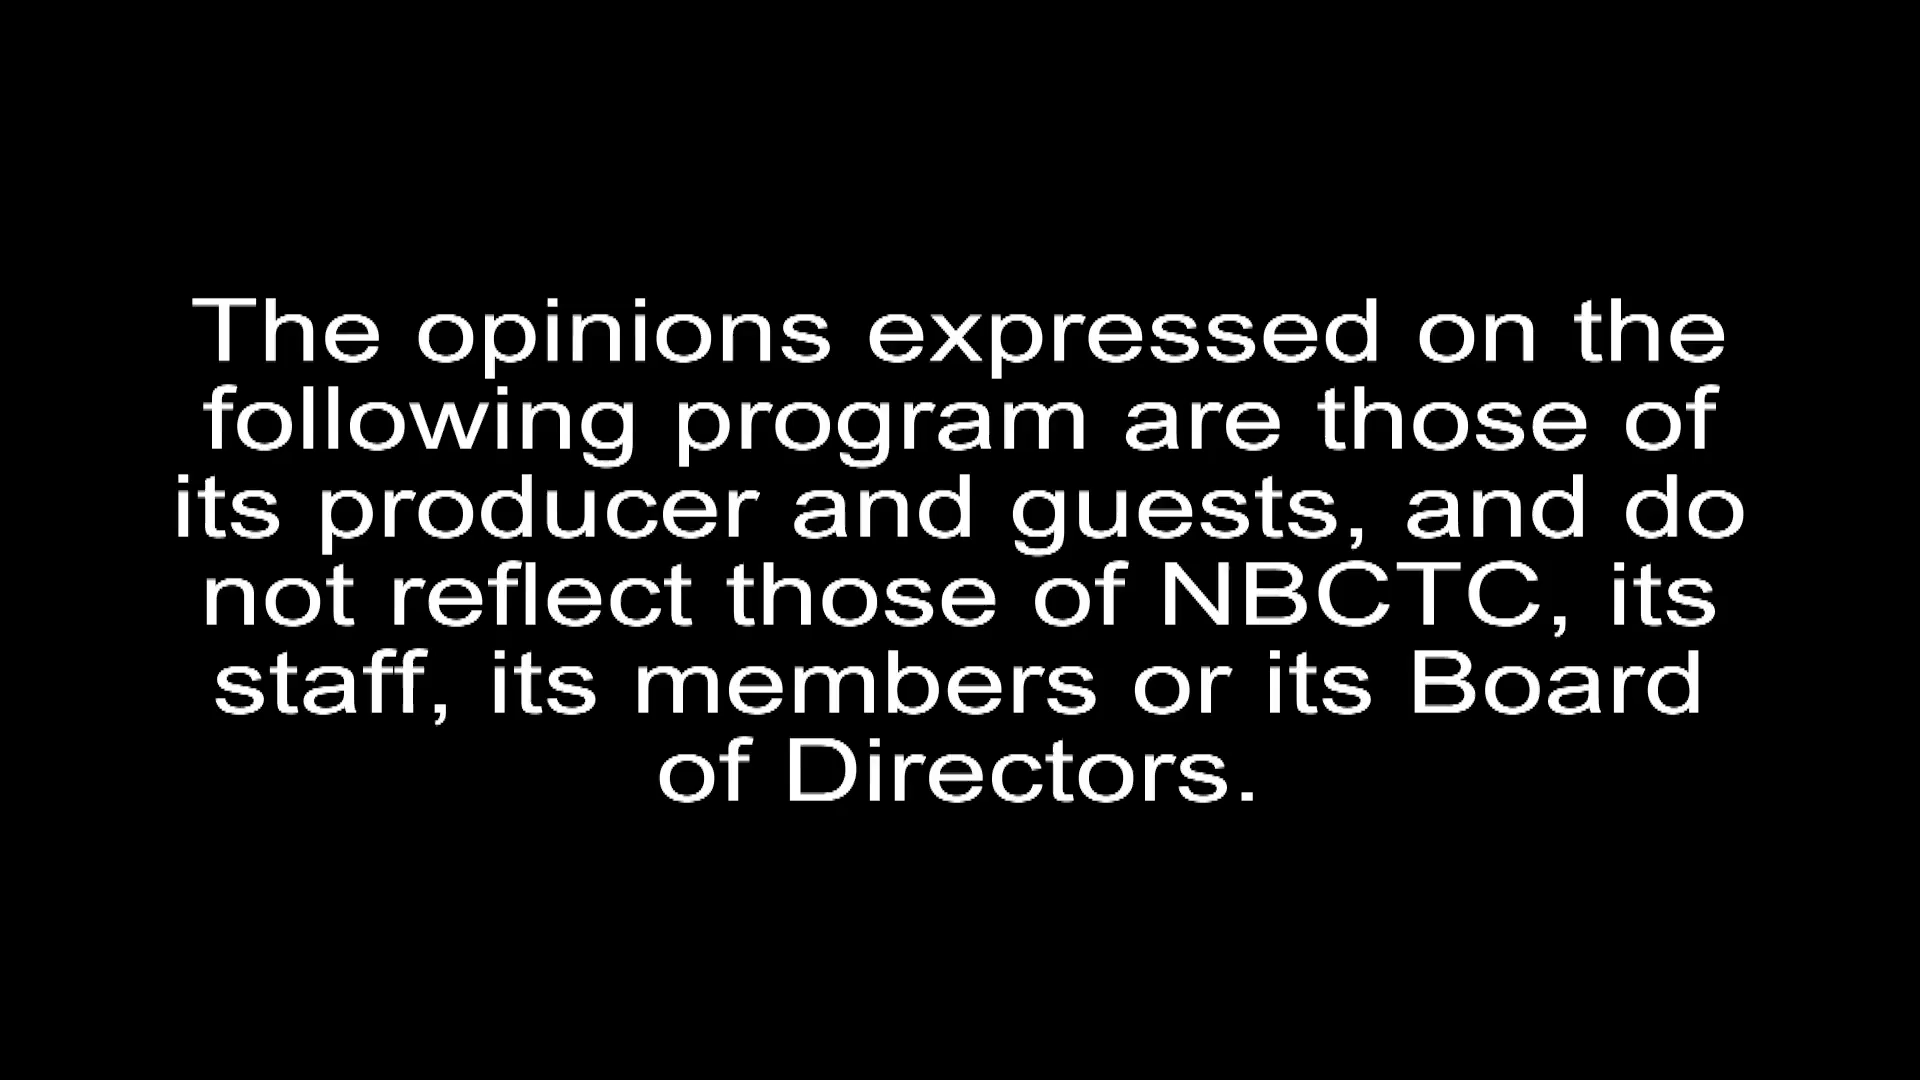 The opinions expressed on the
following program are those of
its producer and guests, and do
not reflect those of NBCTC, its
staff, its members or its Board
of Directors.